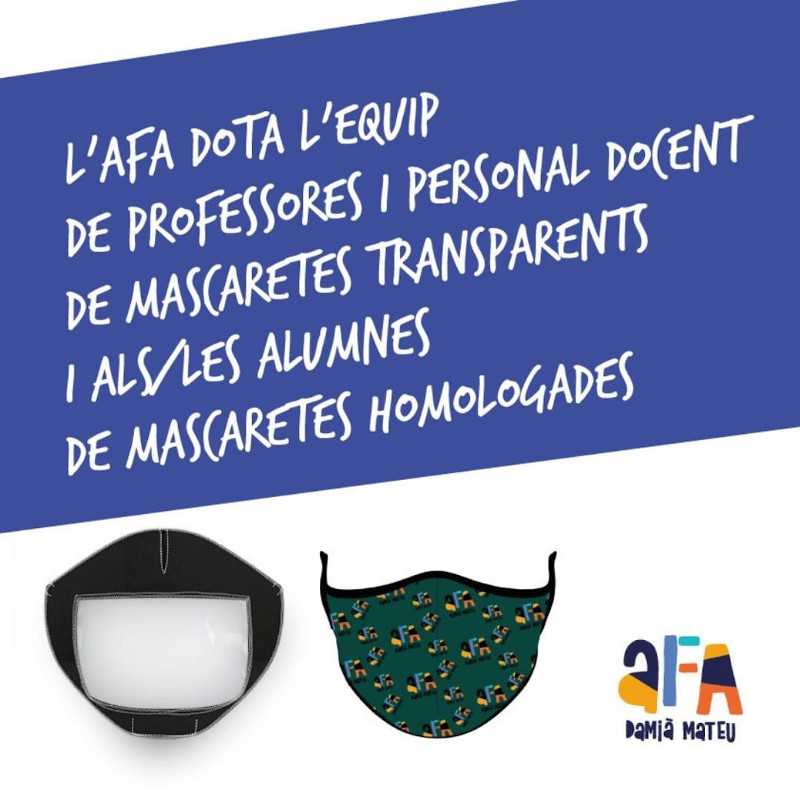 L'AFA DOTA L'EQUIP
DE PROFESSORES I PERSONAL DOCENT
DE MASCARETES TRANSPARENTS
I ALS/LES ALUMNES
DE MASCARETES HOMOLOGADES
aFA
DAMIÀ MATEU